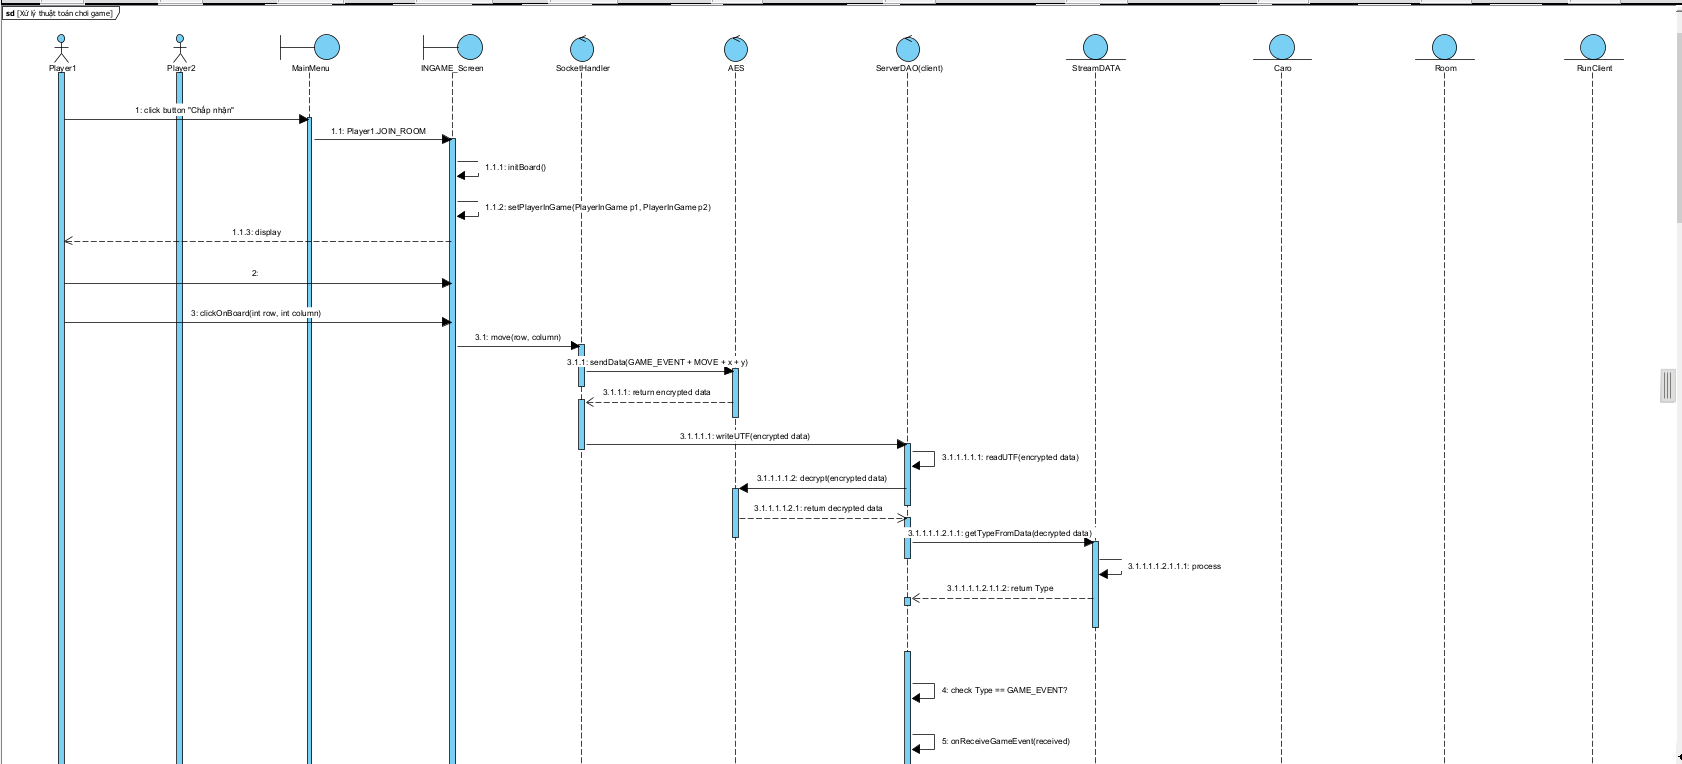 sd [Xử lý thuật toán chơi game]
Player1
Player2
MainMenu
INGAME_Screen
SocketHandler
AES
ServerDAO(client)
StreamDATA
Caro
Room
RunClient
1: click button "Chấp nhận"
1.1: Player1.JOIN_ROOM
1.1.1: initBoard()
1.1.2: setPlayerInGame(PlayerInGame p1, PlayerInGame p2)
1.1.3: display
2:
3: clickOnBoard(int row, int column)
3.1: move(row, column)
3.1.1: sendData(GAME_EVENT + MOVE + x + y)
3.1.1.1: return encrypted data
3.1.1.1.1: writeUTF(encrypted data)
3.1.1.1.1.1: readUTF(encrypted data)
3.1.1.1.1.2: decrypt(encrypted data)
3.1.1.1.1.2.1: return decrypted data
3.1.1.1.1.2.1.1: getTypeFromData(decrypted data)
3.1.1.1.1.2.1.1.1: process
3.1.1.1.1.2.1.1.2: return Type
4: check Type == GAME_EVENT?
5: onReceiveGameEvent(received)